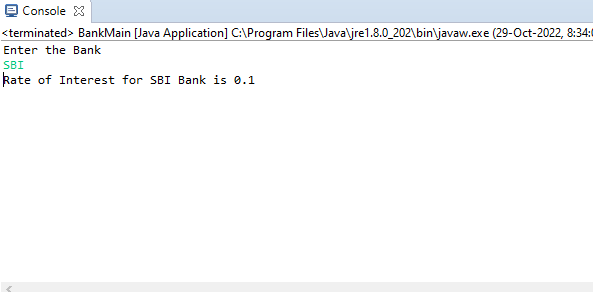 Console
<terminated> BankMain [Java Application] C:\Program Files\Java\jre1.8.0_202\bin\javaw.exe (29-Oct-2022, 8:34:
Enter the Bank
SBI
Rate of Interest for SBI Bank is 0.1